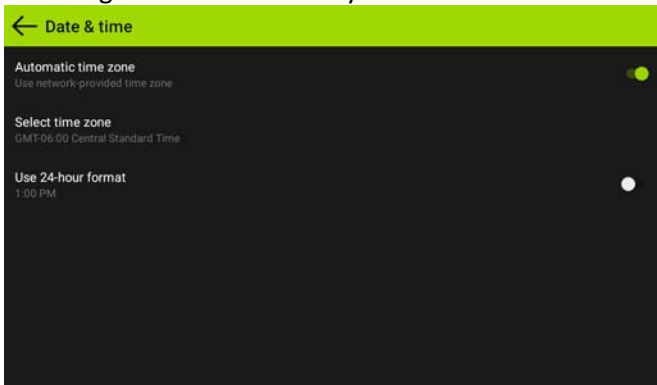 Date & time
Automatic time zone
Use network-provided time zone
Select time zone
GMT-06:00 Central Standard Time
Use 24-hour format
1:00 PM